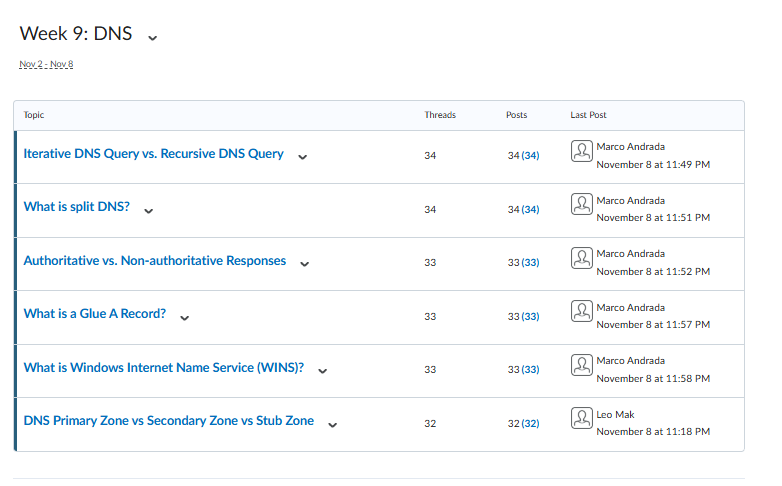 Week 9: DNS
Nov 2 - Nov 8
Topic Threads Posts Last Post
Iterative DNS Query vs. Recursive DNS Query 34 34 (34) Marco Andrada
November 8 at 11:49 PM
What is split DNS? 34 34 (34) Marco Andrada
November 8 at 11:51 PM
Authoritative vs. Non-authoritative Responses 33 33 (33) Marco Andrada
November 8 at 11:52 PM
What is a Glue A Record? 33 33 (33) Marco Andrada
November 8 at 11:57 PM
What is Windows Internet Name Service (WINS)? 33 33 (33) Marco Andrada
November 8 at 11:58 PM
DNS Primary Zone vs Secondary Zone vs Stub Zone 32 32 (32) Leo Mak
November 8 at 11:18 PM